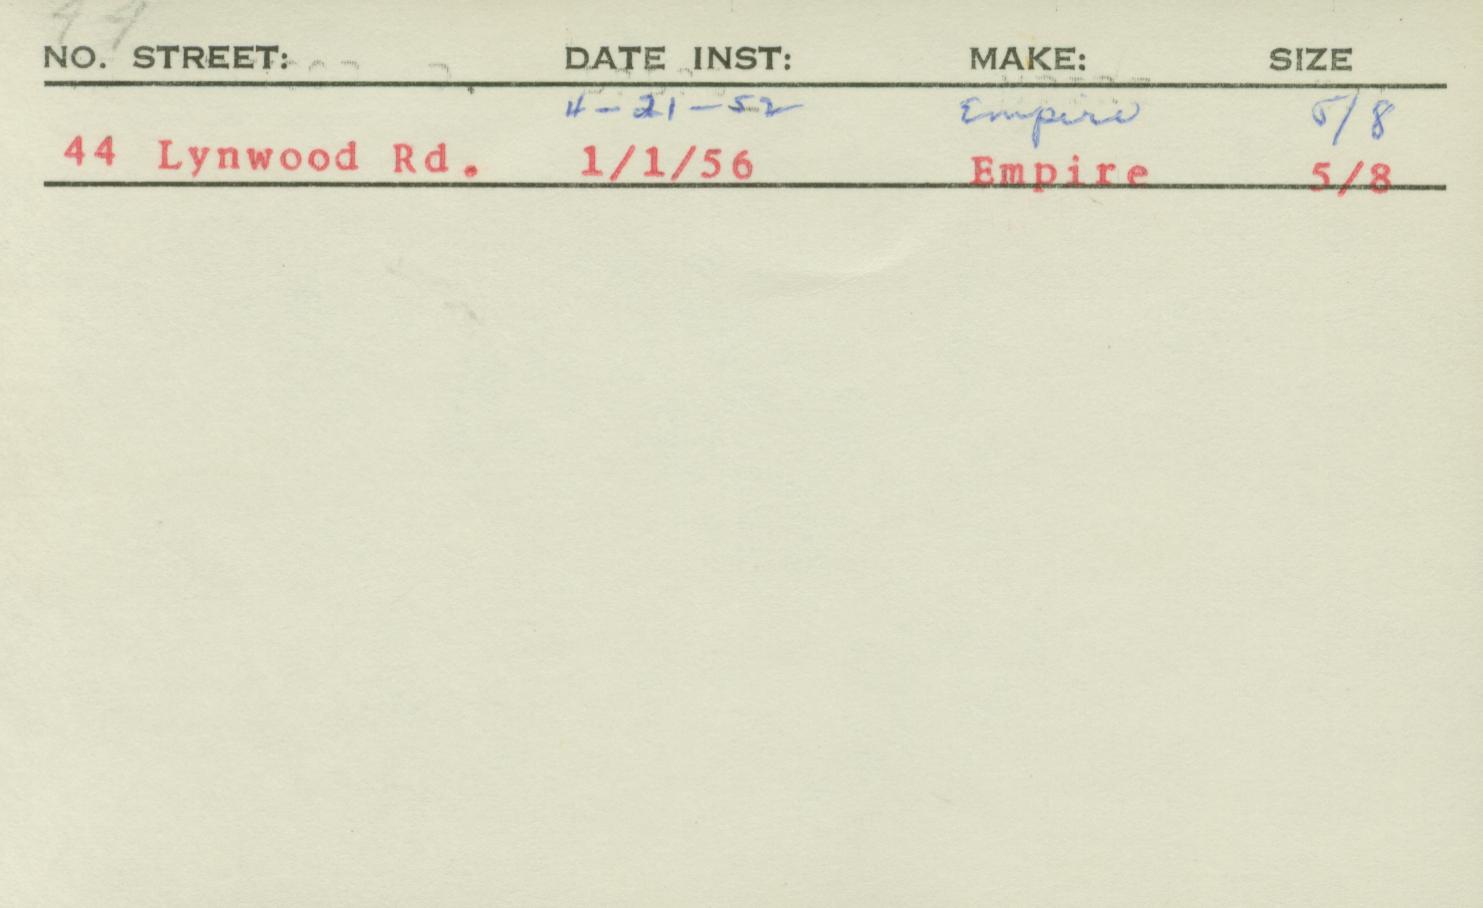 44
NO. STREET: DATE INST: MAKE: SIZE
4-21-52 Empire 5/8
44 Lynwood Rd. 1/1/56 Empire 5/8